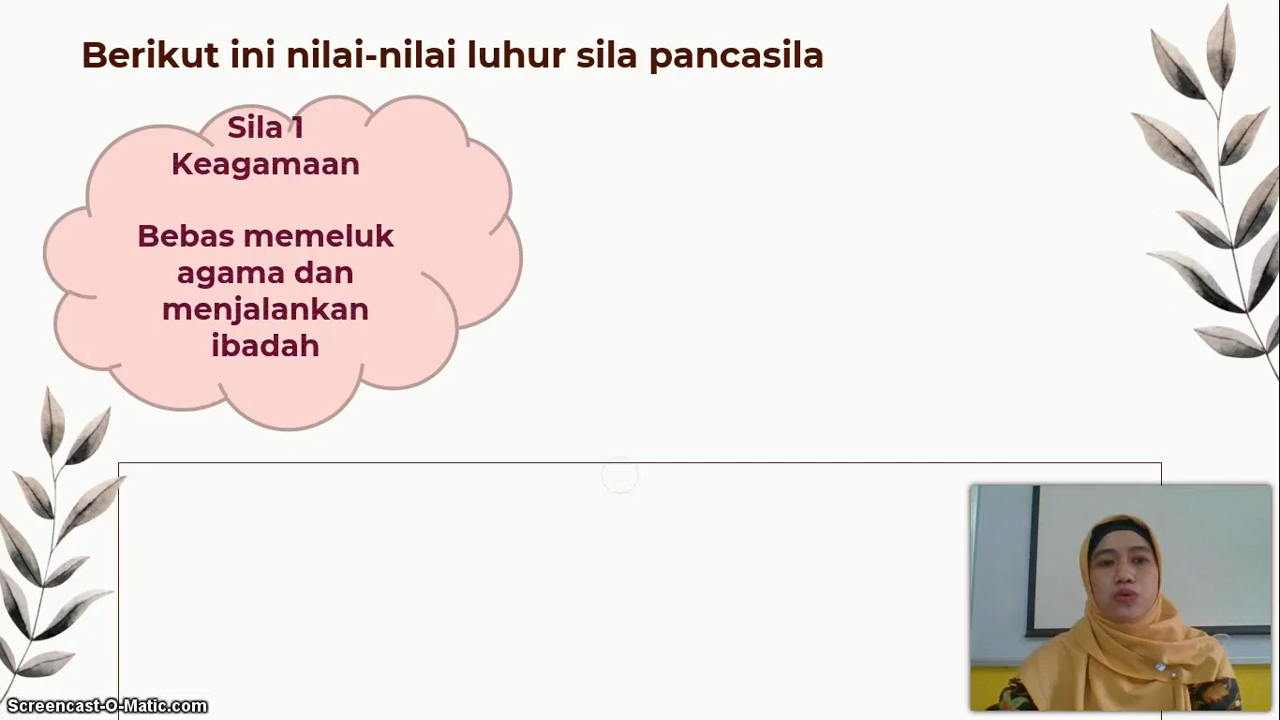 Berikut ini nilai-nilai luhur sila pancasila
Sila 1
Keagamaan
Bebas memeluk
agama dan
menjalankan
ibadah
Screencast-O-Matic.com